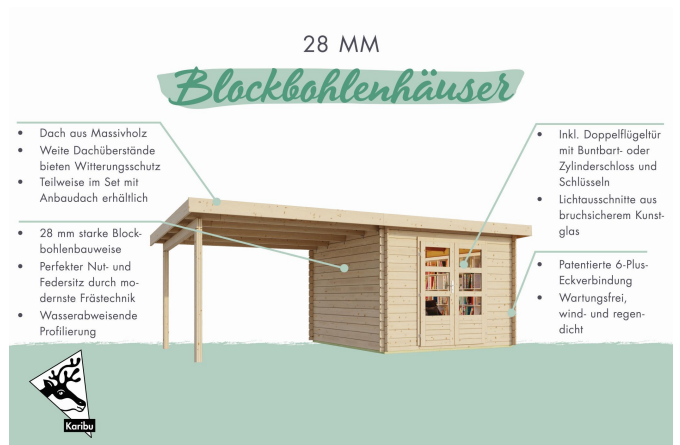 28 MM
Blockbohlenhäuser
• Dach aus Massivholz
• Weite Dachüberstände
bieten Witterungsschutz
• Teilweise im Set mit
Anbaudach erhältlich
• 28 mm starke Block-
bohlenbauweise
• Perfekter Nut- und
Federsitz durch mo-
dernste Frästechnik
• Wasserabweisende
Profilierung
• Inkl. Doppelflügeltür
mit Buntbart- oder
Zylinderschloss und
Schlüsseln
• Lichtausschnitte aus
bruchsicherem Kunst-
glas
• Patentierte 6-Plus-
Eckverbindung
• Wartungsfrei,
wind- und regen-
dicht
Karibu